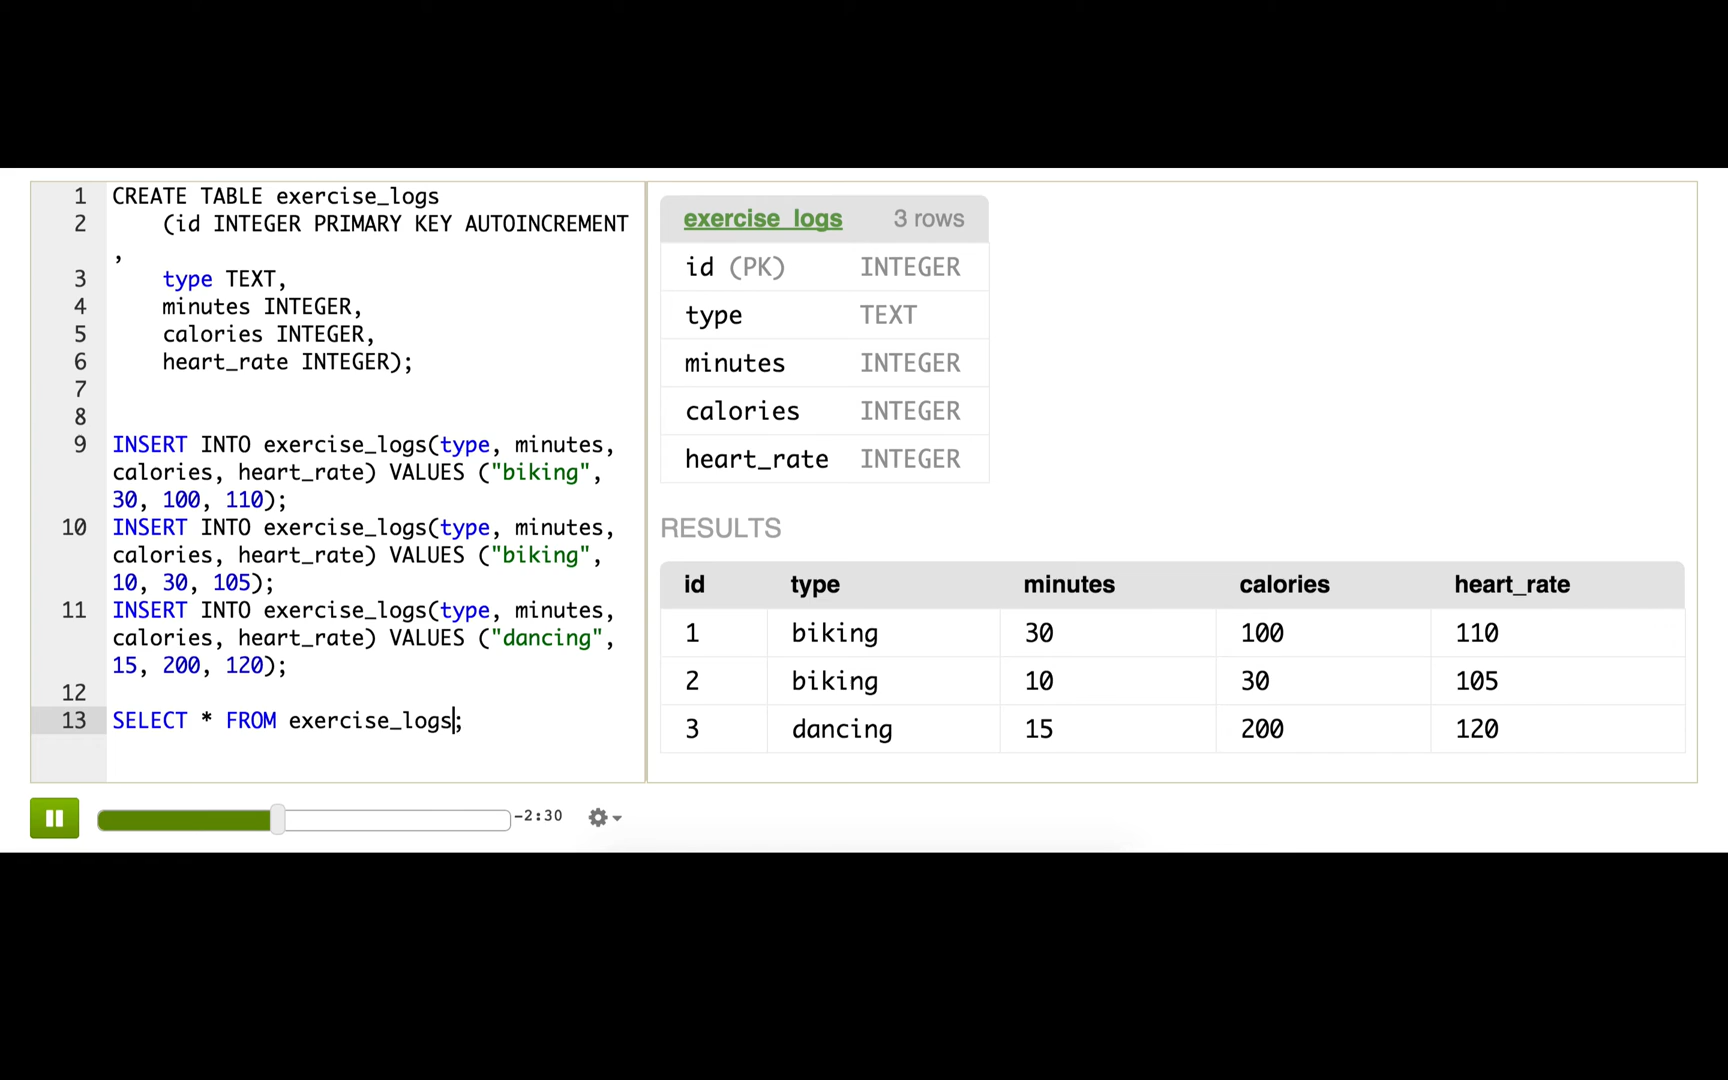 1 CREATE TABLE exercise_logs
2 (id INTEGER PRIMARY KEY AUTOINCREMENT
,
3 type TEXT,
4 minutes INTEGER,
5 calories INTEGER,
6 heart_rate INTEGER);
7
8
9 INSERT INTO exercise_logs(type, minutes,
calories, heart_rate) VALUES ("biking",
30, 100, 110);
10 INSERT INTO exercise_logs(type, minutes,
calories, heart_rate) VALUES ("biking",
10, 30, 105);
11 INSERT INTO exercise_logs(type, minutes,
calories, heart_rate) VALUES ("dancing",
15, 200, 120);
12
13 SELECT * FROM exercise_logs;
exercise_logs 3 rows
id (PK) INTEGER
type TEXT
minutes INTEGER
calories INTEGER
heart_rate INTEGER
RESULTS
id type minutes calories heart_rate
1 biking 30 100 110
2 biking 10 30 105
3 dancing 15 200 120
-2:30